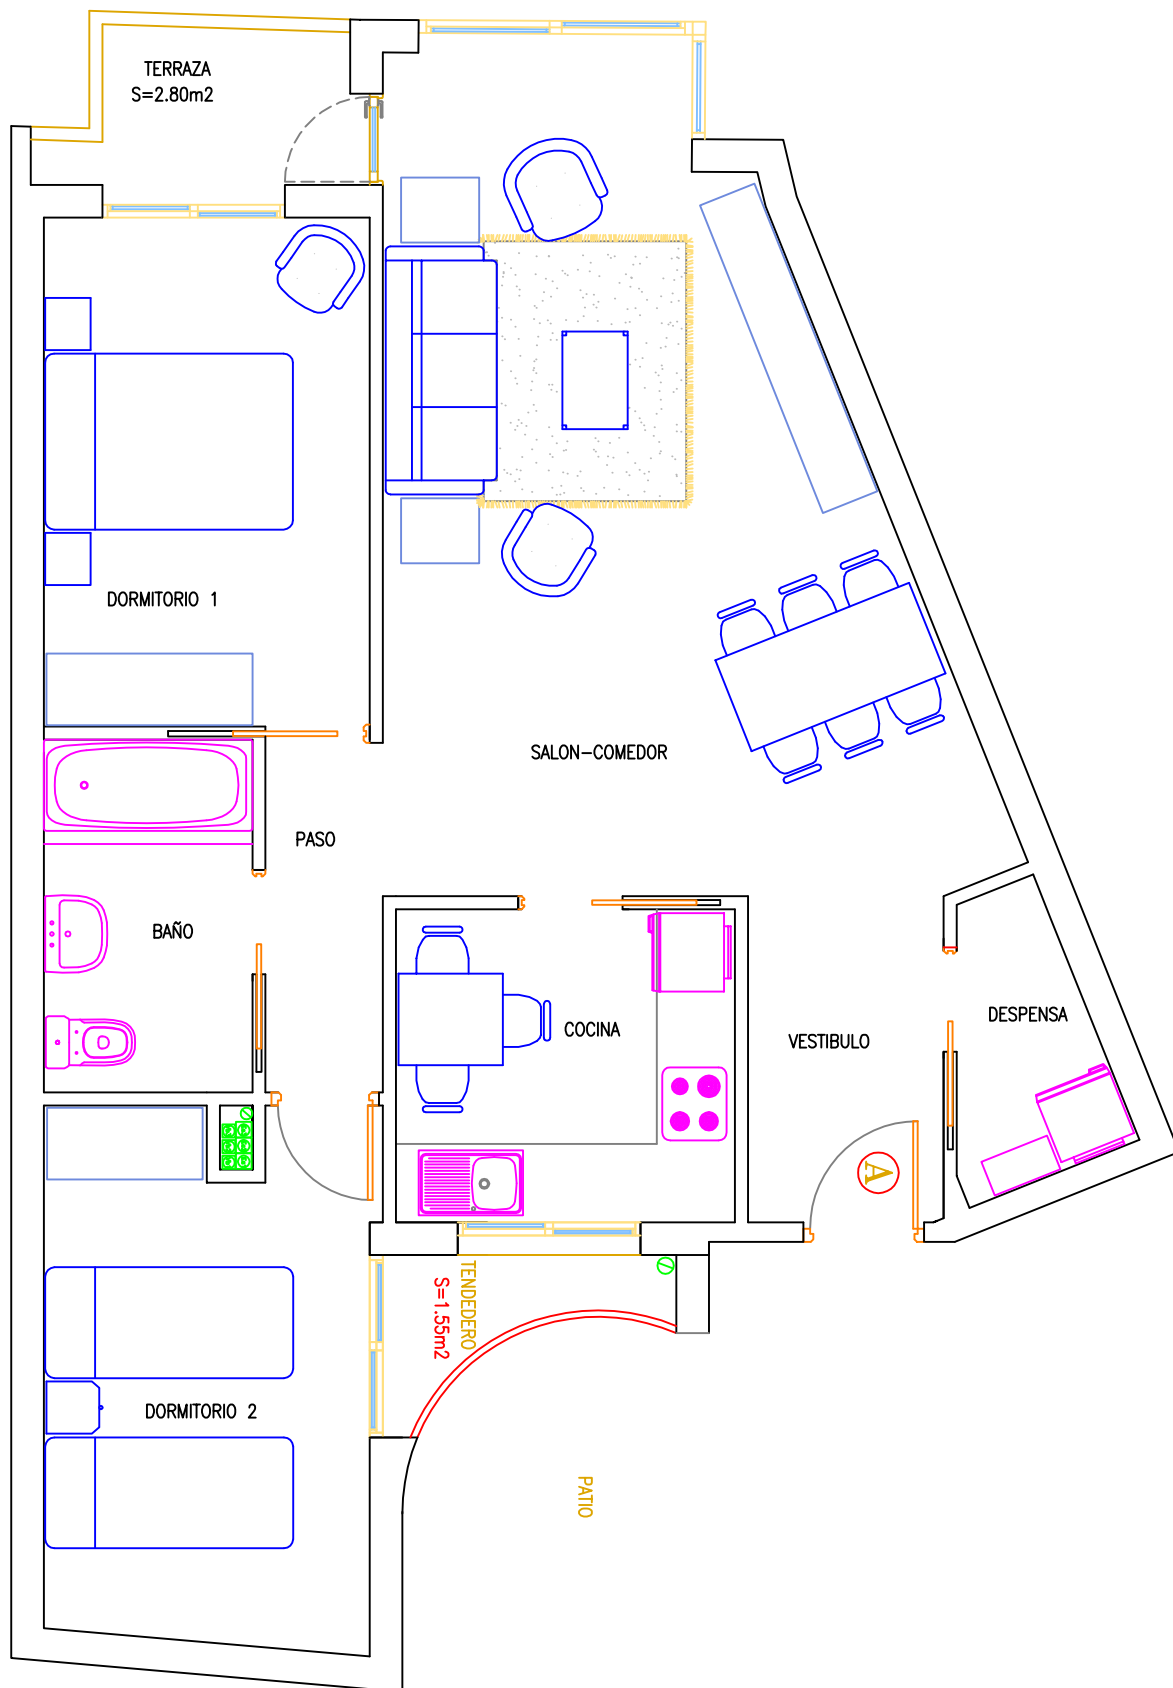 TERRAZA
S=2.80m2
DORMITORIO 1
SALON-COMEDOR
PASO
BAÑO
COCINA
VESTIBULO
DESPENSA
A
TENDEDERO
S=1.55m2
DORMITORIO 2
PATIO